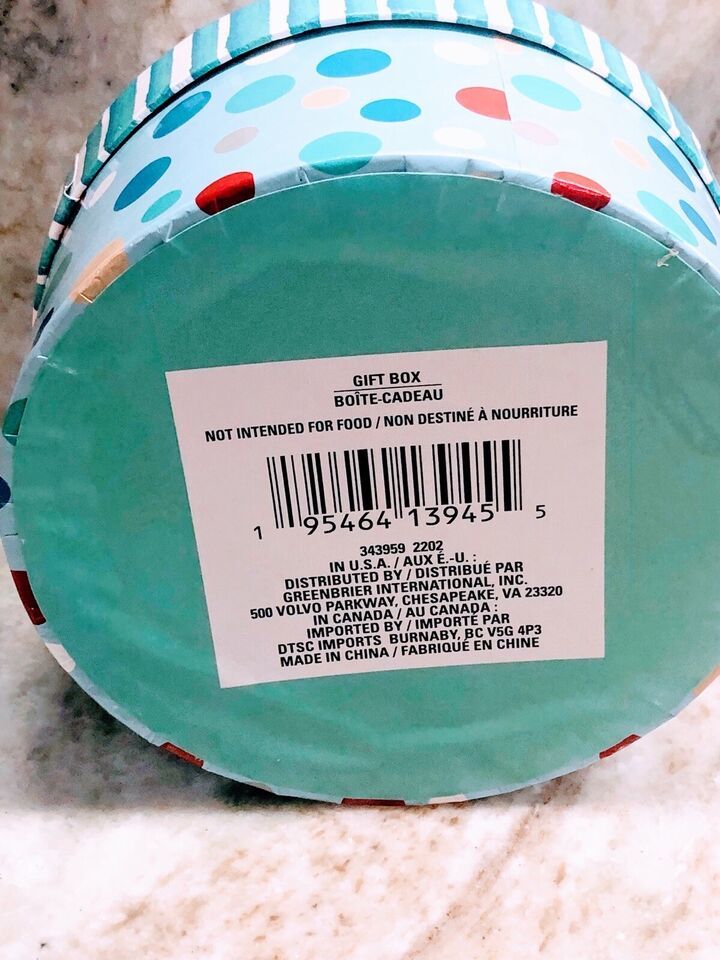 GIFT BOX
BOÎTE-CADEAU
NOT INTENDED FOR FOOD / NON DESTINÉ À NOURRITURE
1 95464 13945 5
343959 2202
IN U.S.A. / AUX É.-U. :
DISTRIBUTED BY / DISTRIBUÉ PAR
GREENBRIER INTERNATIONAL, INC.
500 VOLVO PARKWAY, CHESAPEAKE, VA 23320
IN CANADA / AU CANADA :
IMPORTED BY / IMPORTÉ PAR
DTSC IMPORTS BURNABY, BC V5G 4P3
MADE IN CHINA / FABRIQUÉ EN CHINE